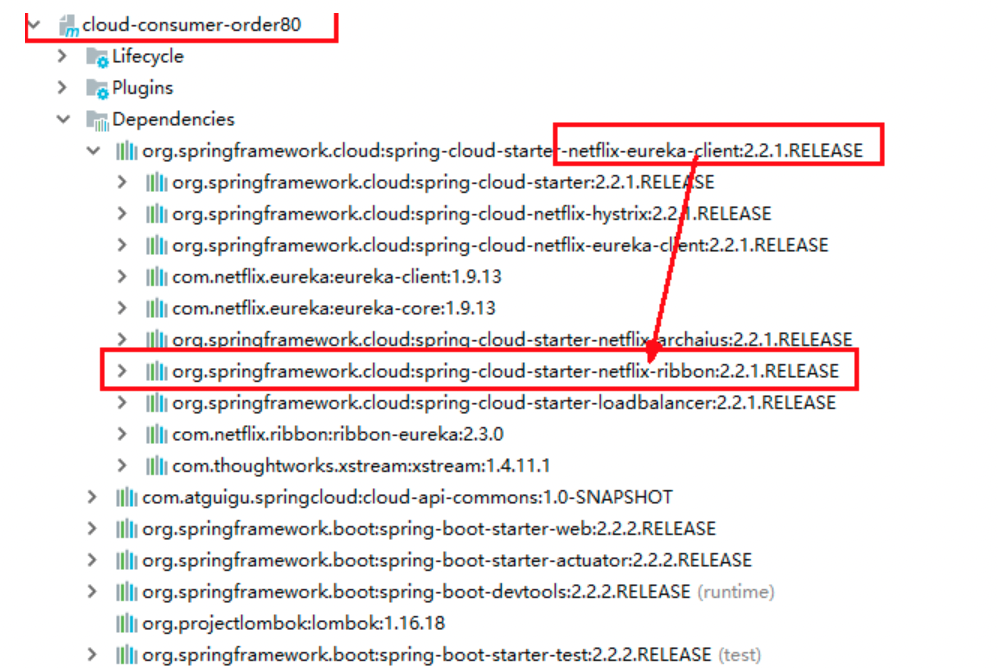 cloud-consumer-order80
Lifecycle
Plugins
Dependencies
org.springframework.cloud:spring-cloud-starter-netflix-eureka-client:2.2.1.RELEASE
org.springframework.cloud:spring-cloud-starter:2.2.1.RELEASE
org.springframework.cloud:spring-cloud-netflix-hystrix:2.2.1.RELEASE
org.springframework.cloud:spring-cloud-netflix-eureka-client:2.2.1.RELEASE
com.netflix.eureka:eureka-client:1.9.13
com.netflix.eureka:eureka-core:1.9.13
org.springframework.cloud:spring-cloud-starter-netflix-archaius:2.2.1.RELEASE
org.springframework.cloud:spring-cloud-starter-netflix-ribbon:2.2.1.RELEASE
org.springframework.cloud:spring-cloud-starter-loadbalancer:2.2.1.RELEASE
com.netflix.ribbon:ribbon-eureka:2.3.0
com.thoughtworks.xstream:xstream:1.4.11.1
com.atguigu.springcloud:cloud-api-commons:1.0-SNAPSHOT
org.springframework.boot:spring-boot-starter-web:2.2.2.RELEASE
org.springframework.boot:spring-boot-starter-actuator:2.2.2.RELEASE
org.springframework.boot:spring-boot-devtools:2.2.2.RELEASE (runtime)
org.projectlombok:lombok:1.16.18
org.springframework.boot:spring-boot-starter-test:2.2.2.RELEASE (test)